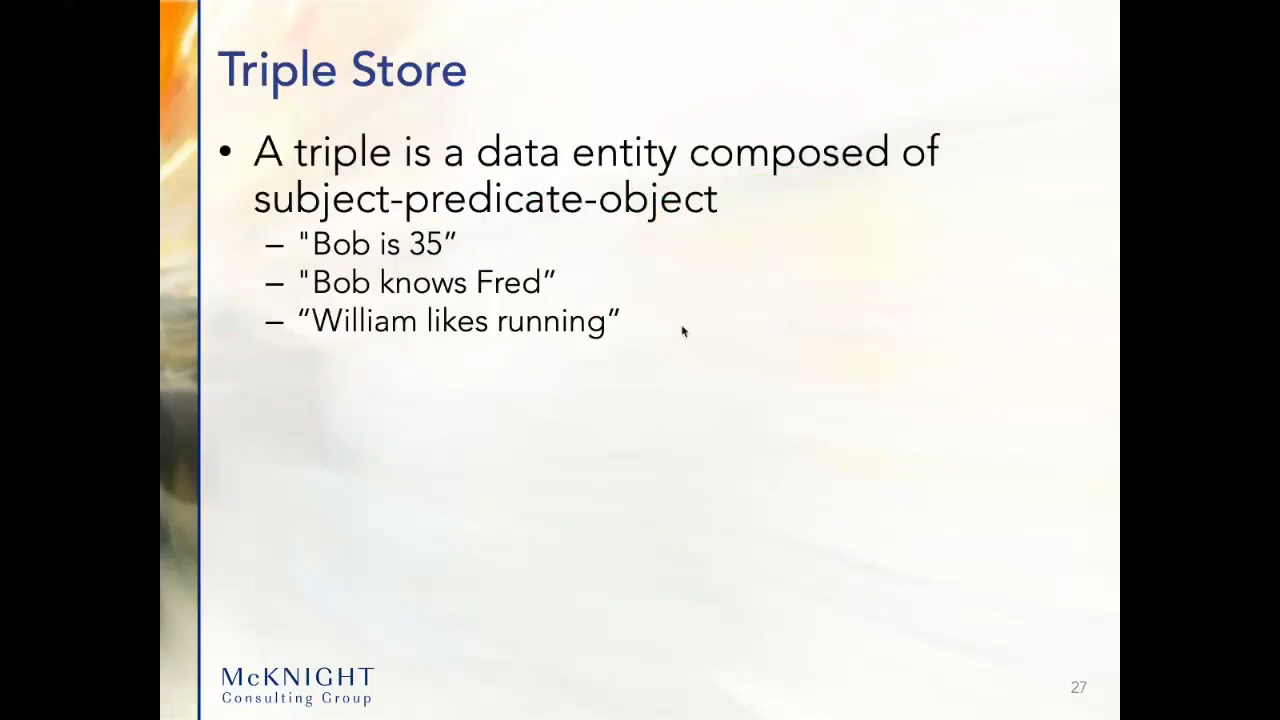 Triple Store
• A triple is a data entity composed of
subject-predicate-object
– "Bob is 35”
– "Bob knows Fred”
– “William likes running”
McKNIGHT
Consulting Group
27